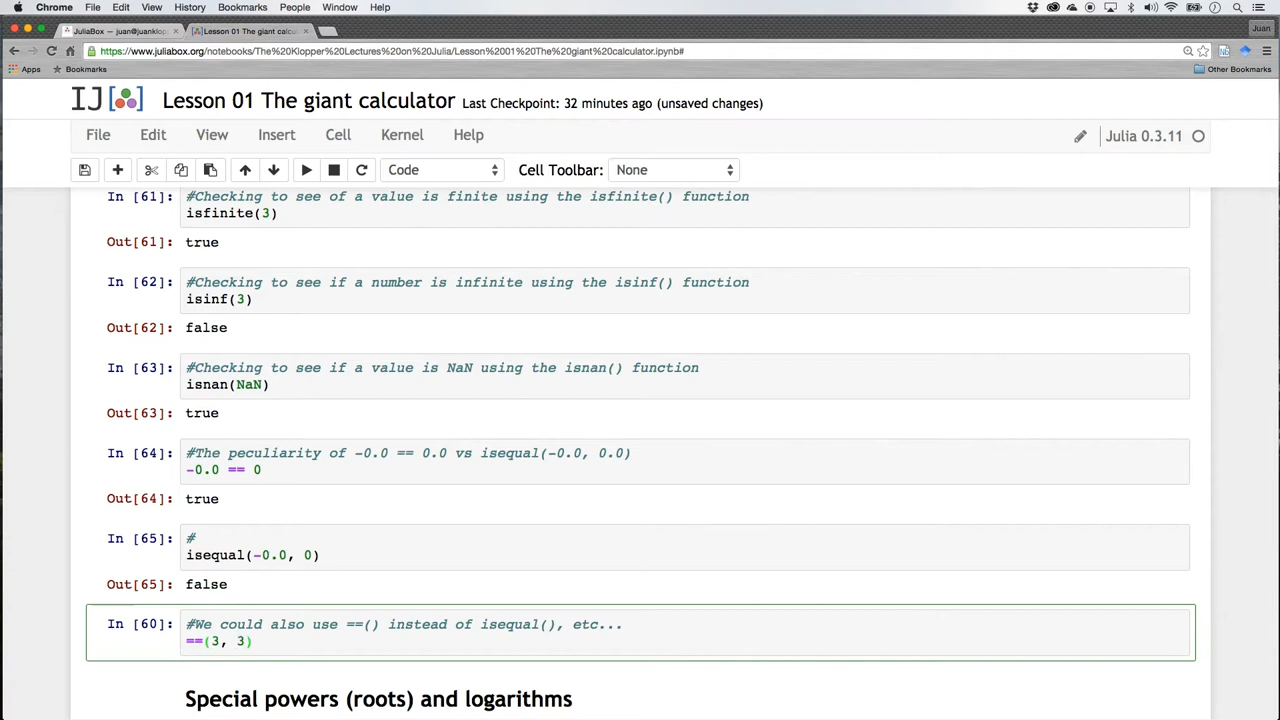 Chrome File Edit View History Bookmarks People Window Help
JuliaBox — juan@juanklop
Lesson 01 The giant calcul
Juan
https://www.juliabox.org/notebooks/The%20Klopper%20Lectures%20on%20Julia/Lesson%2001%20The%20giant%20calculator.ipynb#
Apps Bookmarks Other Bookmarks
IJ Lesson 01 The giant calculator Last Checkpoint: 32 minutes ago (unsaved changes)
File Edit View Insert Cell Kernel Help Julia 0.3.11
Code Cell Toolbar: None
In [61]: #Checking to see of a value is finite using the isfinite() function
isfinite(3)
Out[61]: true
In [62]: #Checking to see if a number is infinite using the isinf() function
isinf(3)
Out[62]: false
In [63]: #Checking to see if a value is NaN using the isnan() function
isnan(NaN)
Out[63]: true
In [64]: #The peculiarity of -0.0 == 0.0 vs isequal(-0.0, 0.0)
-0.0 == 0
Out[64]: true
In [65]: #
isequal(-0.0, 0)
Out[65]: false
In [60]: #We could also use ==() instead of isequal(), etc...
==(3, 3)
Special powers (roots) and logarithms